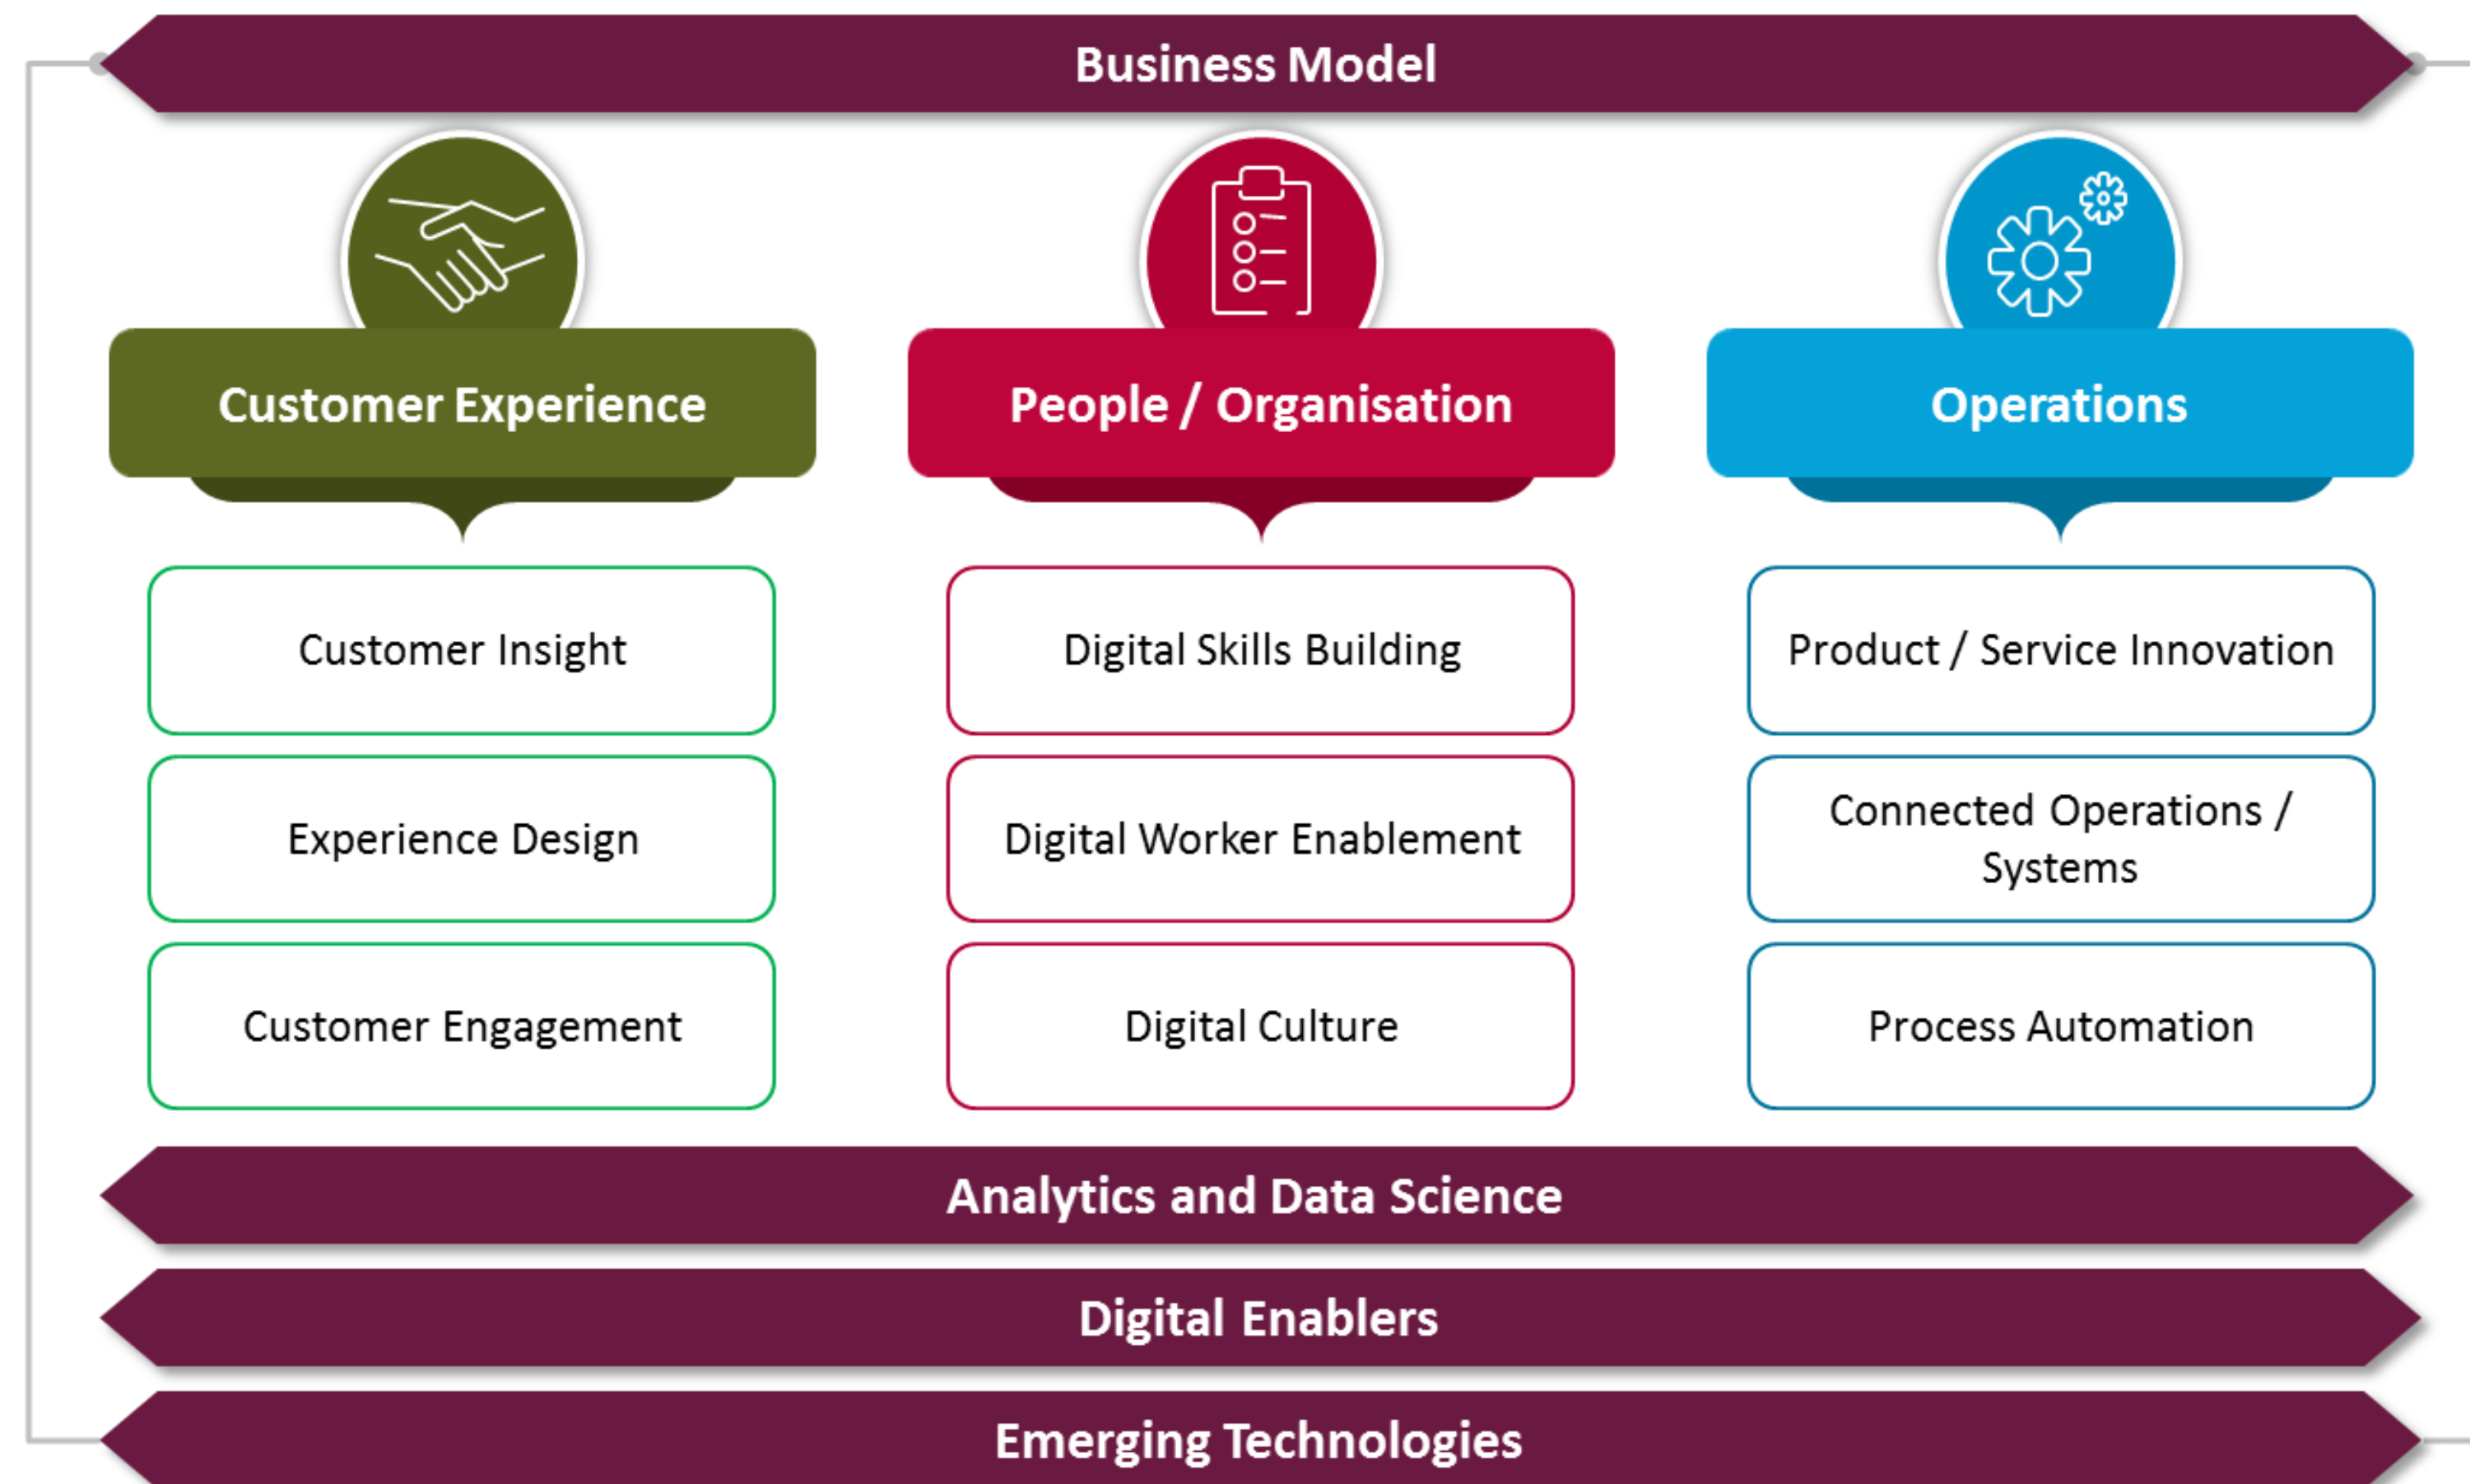 Business Model
Customer Experience
People / Organisation
Operations
Customer Insight
Digital Skills Building
Product / Service Innovation
Experience Design
Digital Worker Enablement
Connected Operations /
Systems
Customer Engagement
Digital Culture
Process Automation
Analytics and Data Science
Digital Enablers
Emerging Technologies